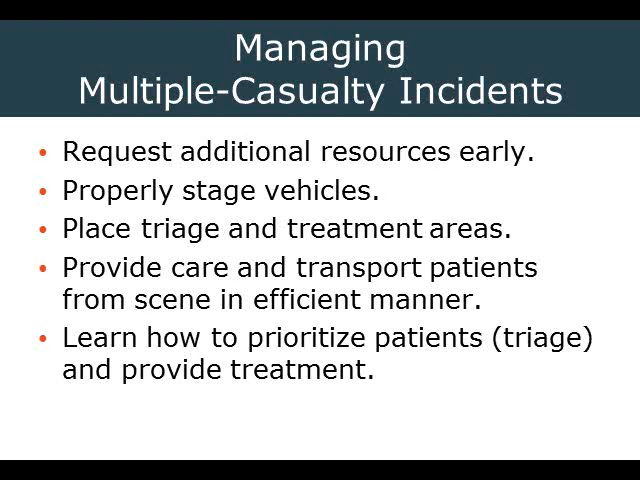 Managing
Multiple-Casualty Incidents
• Request additional resources early.
• Properly stage vehicles.
• Place triage and treatment areas.
• Provide care and transport patients
from scene in efficient manner.
• Learn how to prioritize patients (triage)
and provide treatment.